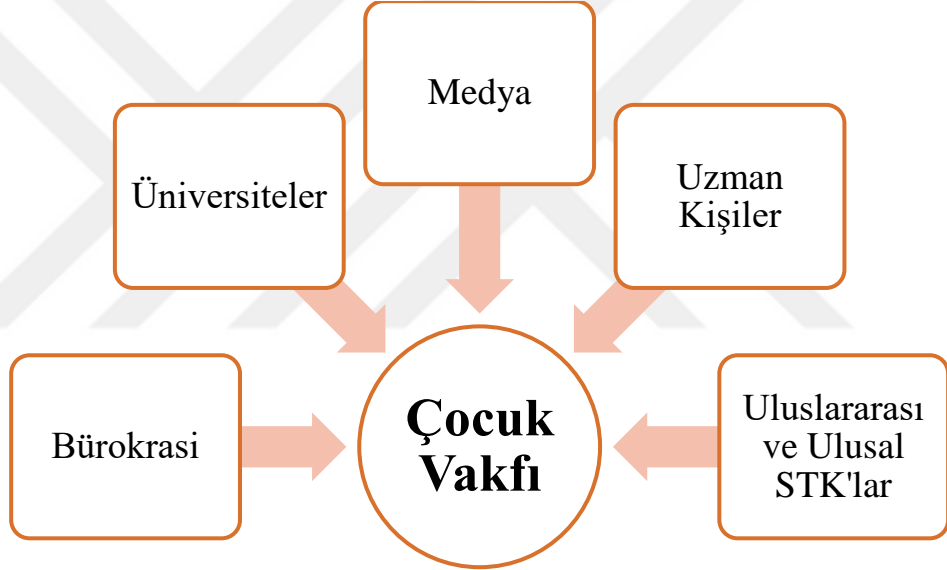 Medya
Üniversiteler
Uzman
Kişiler
Bürokrasi
Çocuk
Vakfı
Uluslararası
ve Ulusal
STK'lar